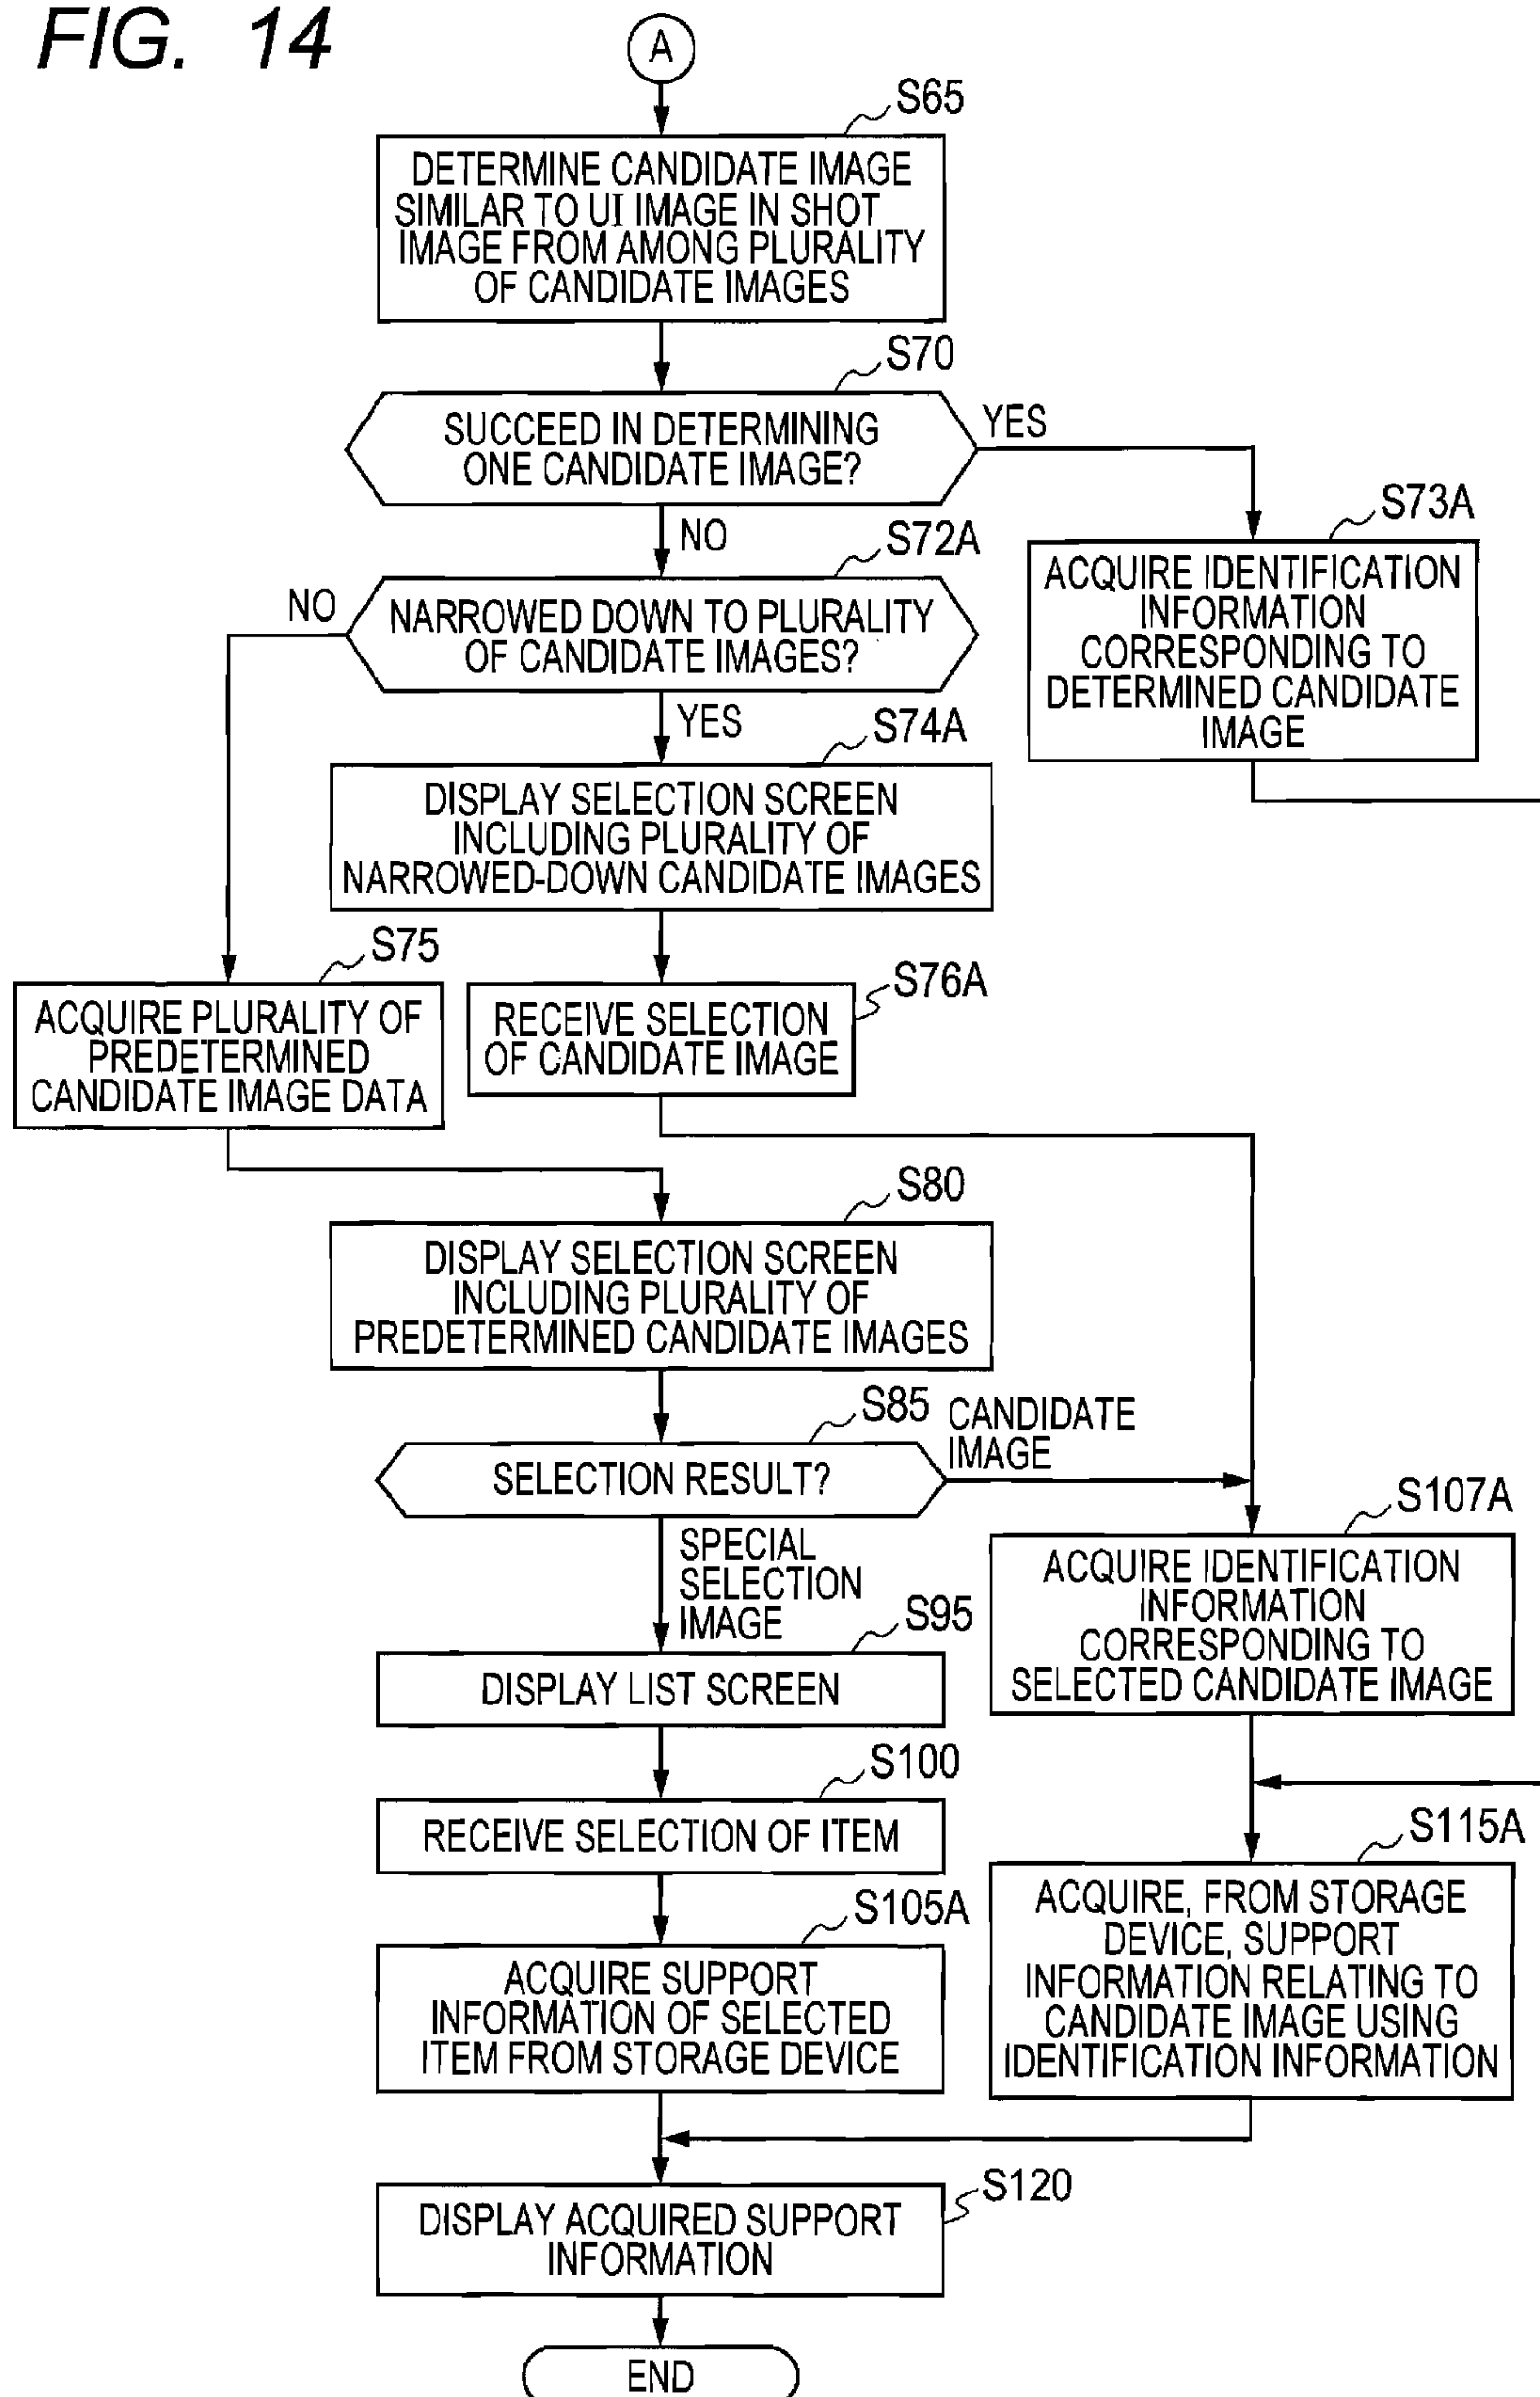 FIG. 14
A
S65
DETERMINE CANDIDATE IMAGE
SIMILAR TO UI IMAGE IN SHOT
IMAGE FROM AMONG PLURALITY
OF CANDIDATE IMAGES
S70
SUCCEED IN DETERMINING
ONE CANDIDATE IMAGE?
YES
NO
S73A
ACQUIRE IDENTIFICATION
INFORMATION
CORRESPONDING TO
DETERMINED CANDIDATE
IMAGE
S72A
NARROWED DOWN TO PLURALITY
OF CANDIDATE IMAGES?
NO
YES
S74A
DISPLAY SELECTION SCREEN
INCLUDING PLURALITY OF
NARROWED-DOWN CANDIDATE IMAGES
S75
ACQUIRE PLURALITY OF
PREDETERMINED
CANDIDATE IMAGE DATA
S76A
RECEIVE SELECTION
OF CANDIDATE IMAGE
S80
DISPLAY SELECTION SCREEN
INCLUDING PLURALITY OF
PREDETERMINED CANDIDATE IMAGES
S85
SELECTION RESULT?
CANDIDATE
IMAGE
SPECIAL
SELECTION
IMAGE
S107A
ACQUIRE IDENTIFICATION
INFORMATION
CORRESPONDING TO
SELECTED CANDIDATE IMAGE
S95
DISPLAY LIST SCREEN
S100
RECEIVE SELECTION OF ITEM
S115A
ACQUIRE, FROM STORAGE
DEVICE, SUPPORT
INFORMATION RELATING TO
CANDIDATE IMAGE USING
IDENTIFICATION INFORMATION
S105A
ACQUIRE SUPPORT
INFORMATION OF SELECTED
ITEM FROM STORAGE DEVICE
S120
DISPLAY ACQUIRED SUPPORT
INFORMATION
END